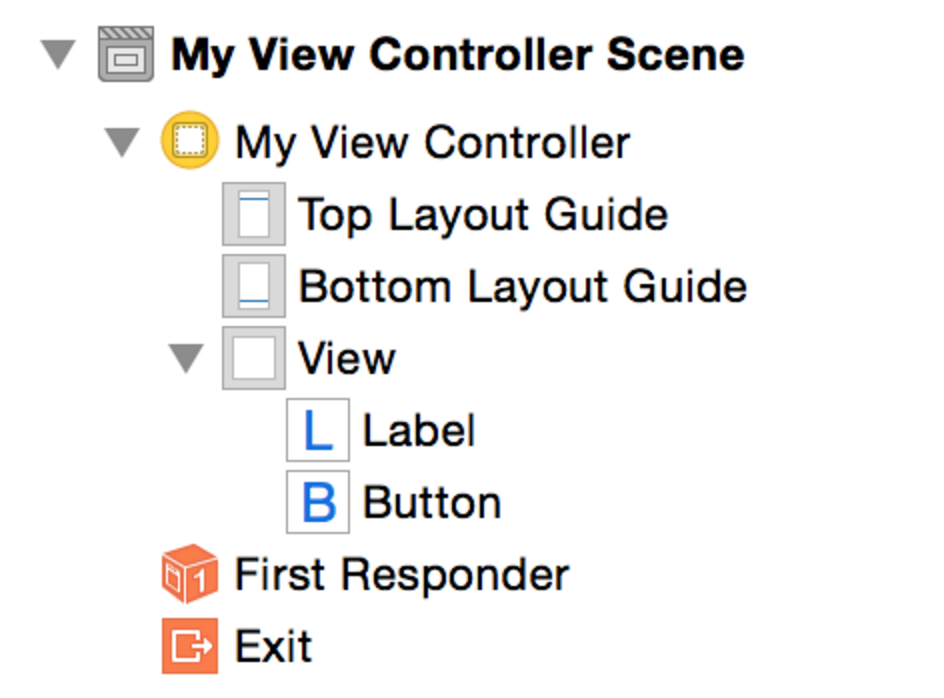 My View Controller Scene
My View Controller
Top Layout Guide
Bottom Layout Guide
View
L Label
B Button
1 First Responder
Exit